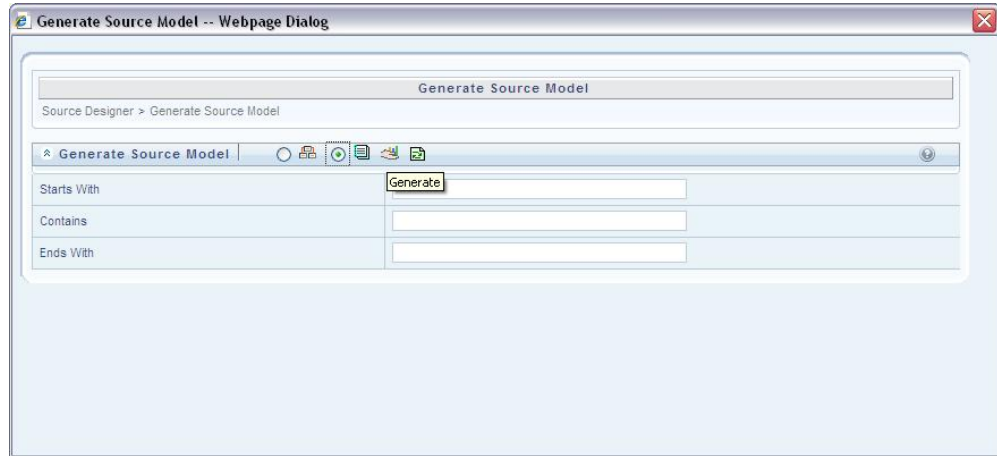 Generate Source Model -- Webpage Dialog
Generate Source Model
Source Designer > Generate Source Model
Generate Source Model
Generate
Starts With
Contains
Ends With